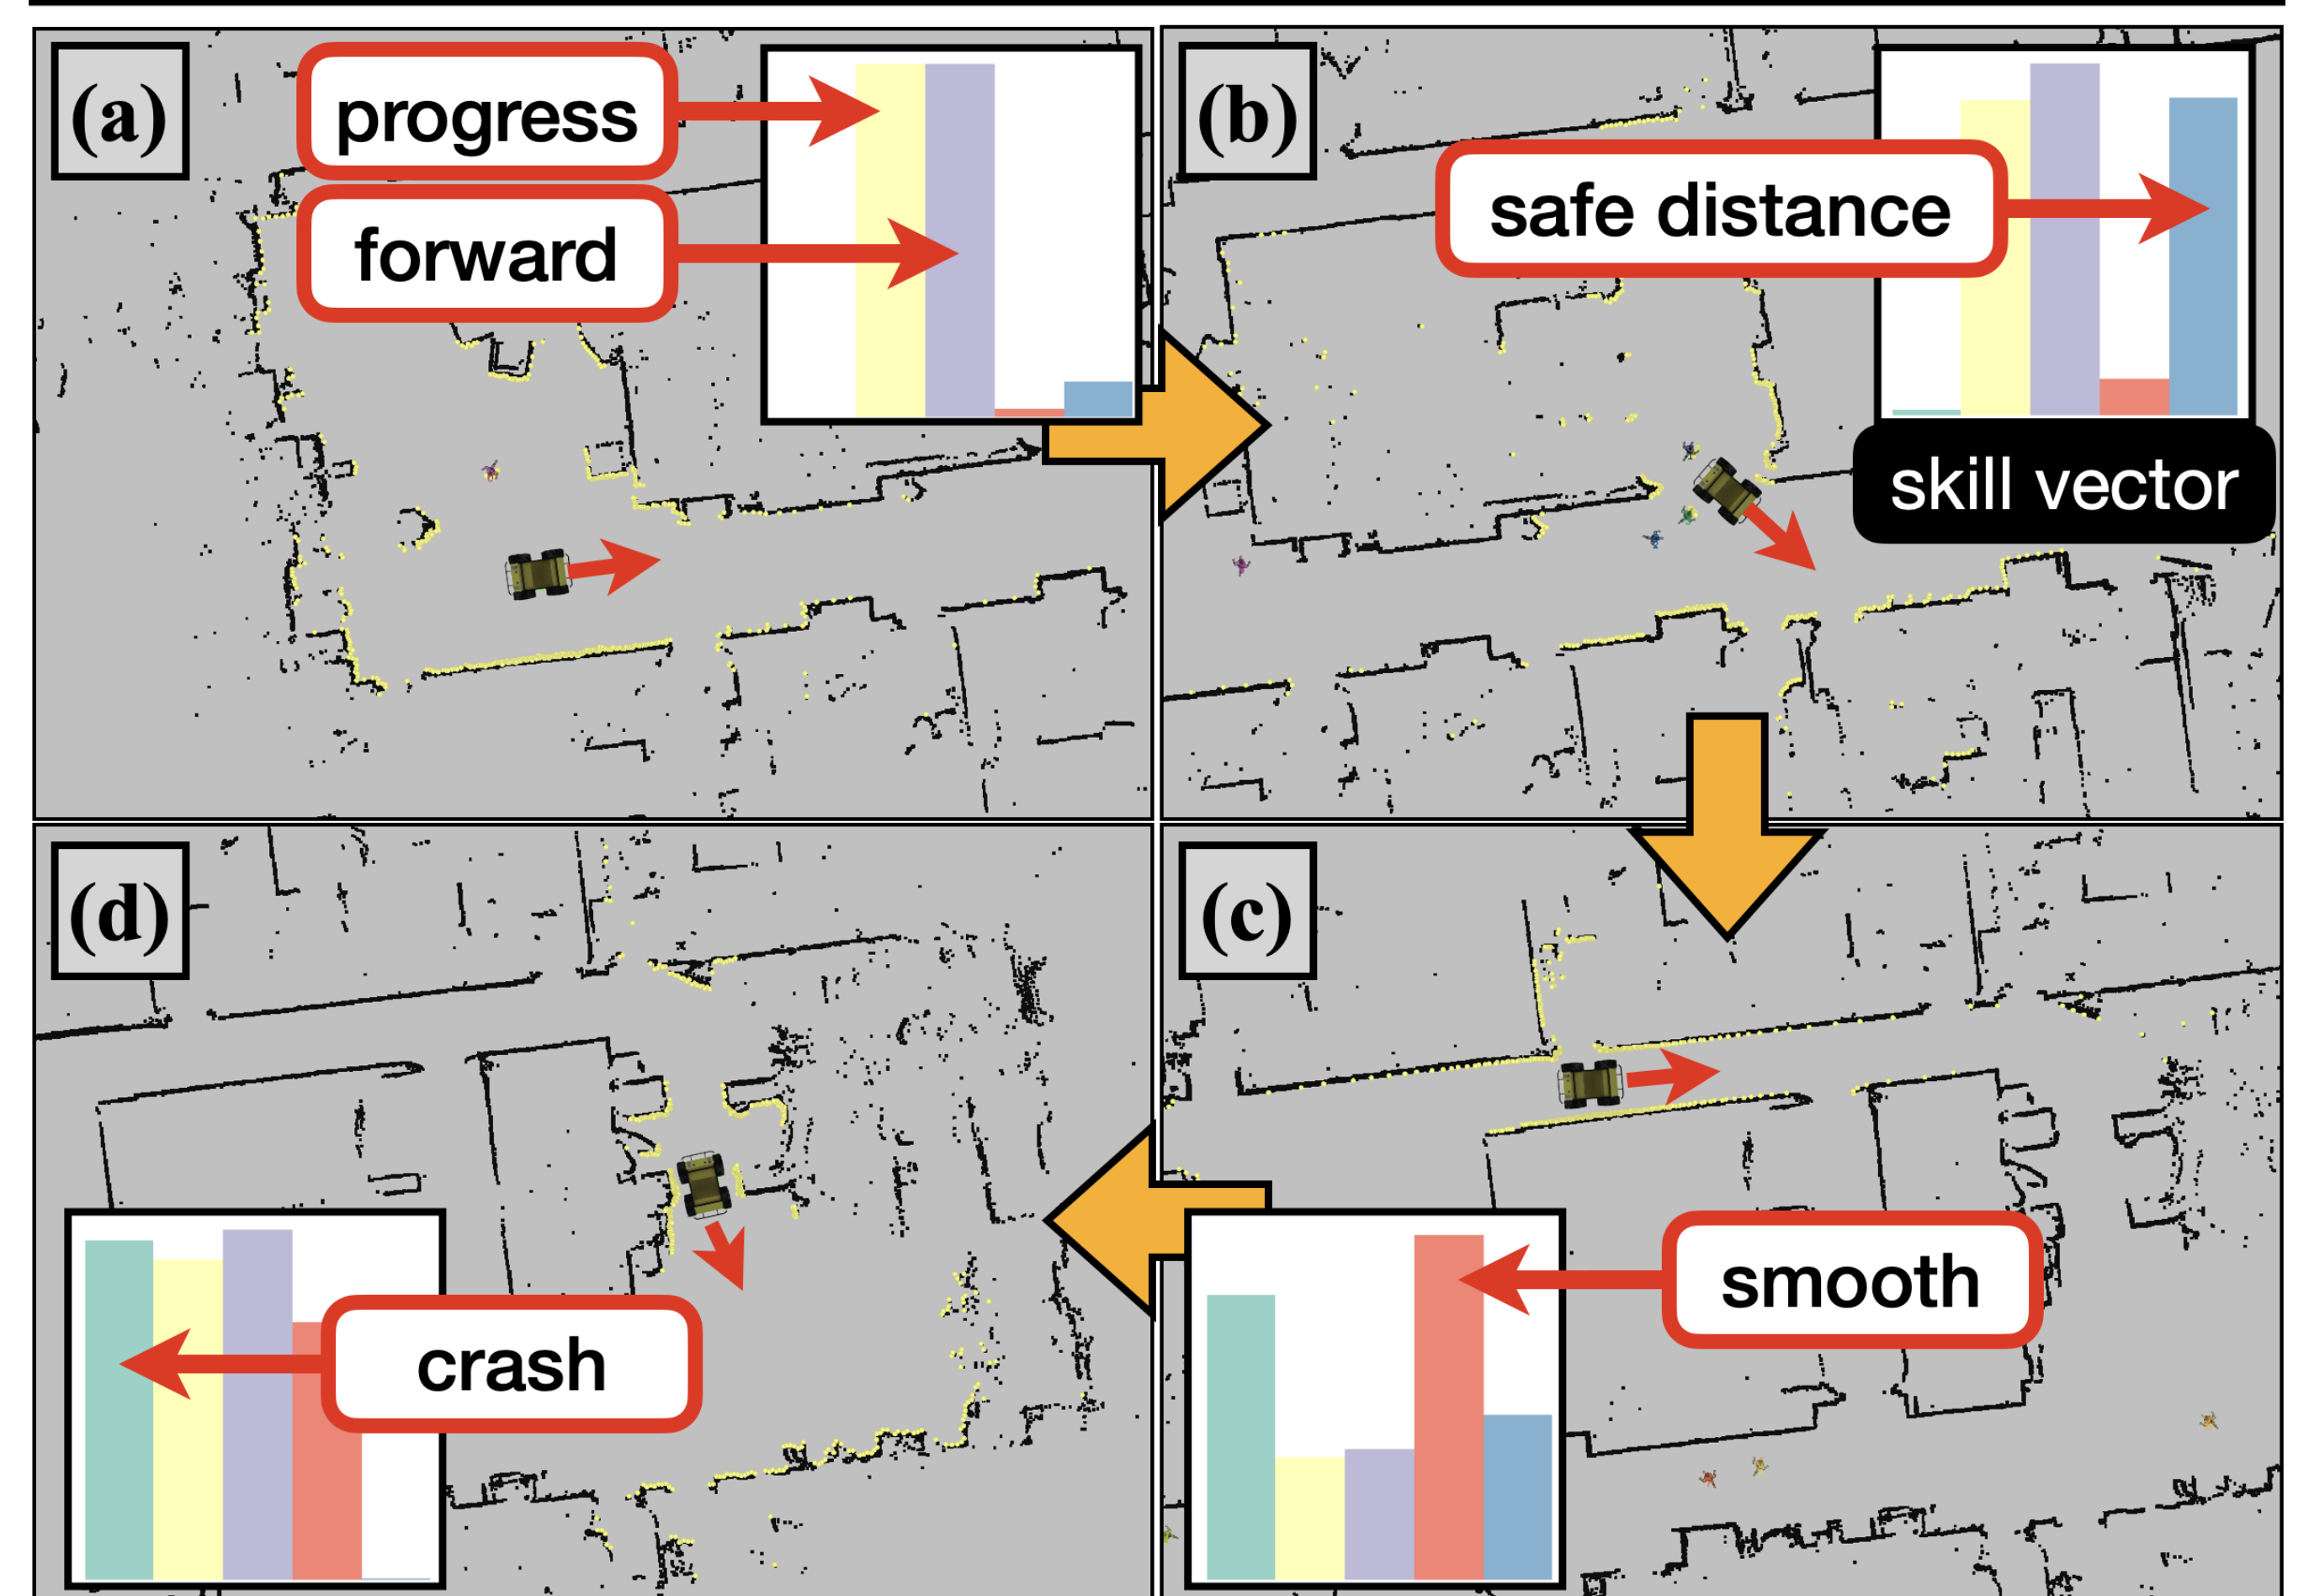 (a)
progress
forward
(b)
safe distance
skill vector
(d)
crash
(c)
smooth